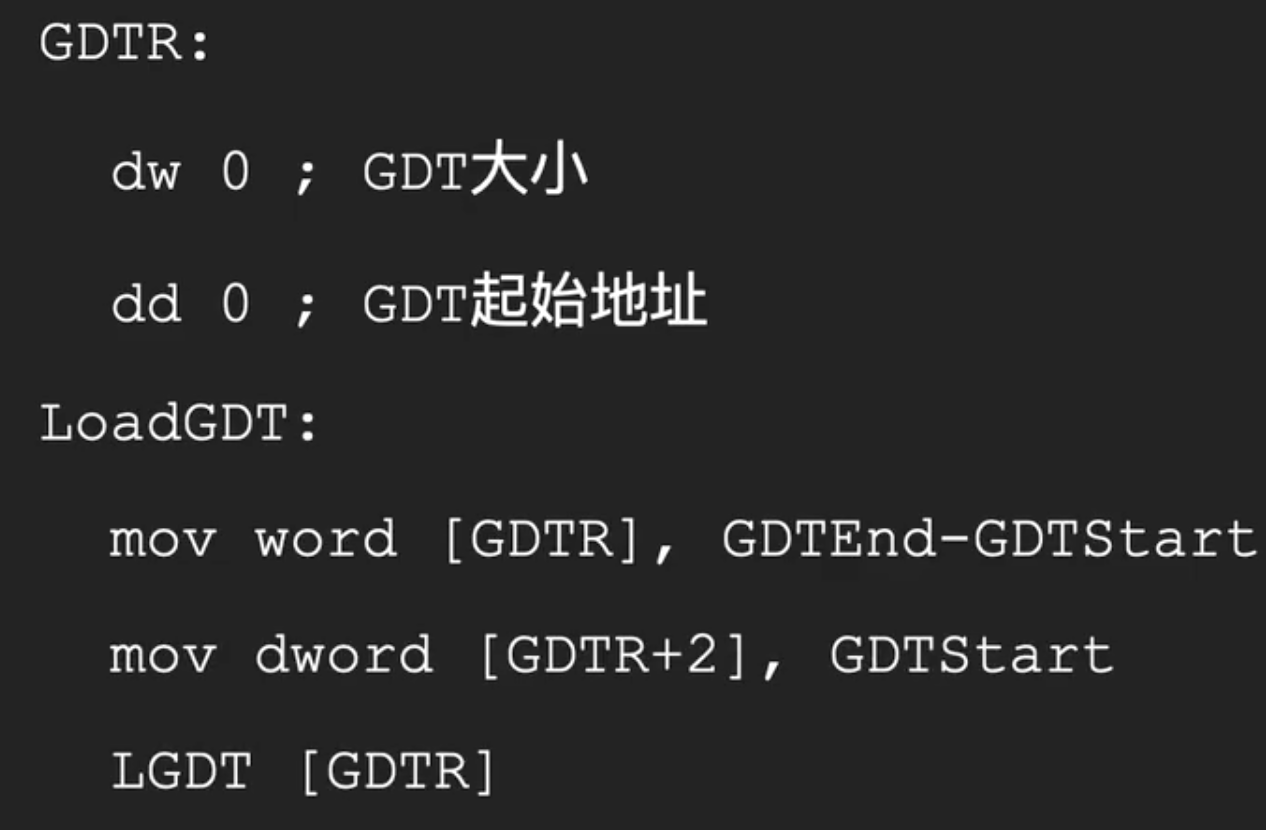 GDTR:
dw 0 ; GDT大小
dd 0 ; GDT起始地址
LoadGDT:
mov word [GDTR], GDTEnd-GDTStart
mov dword [GDTR+2], GDTStart
LGDT [GDTR]